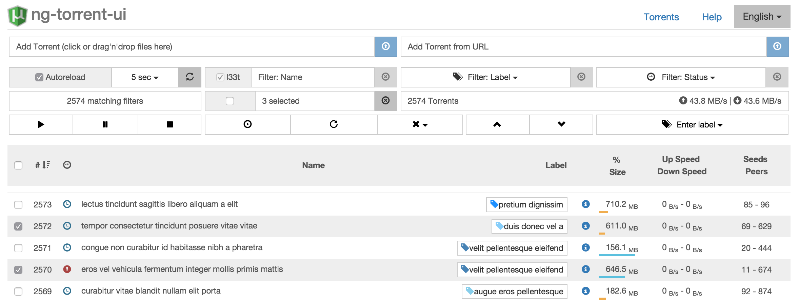 ng-torrent-ui
Torrents Help English
Add Torrent (click or drag'n drop files here) Add Torrent from URL
Autoreload 5 sec l33t Filter: Name Filter: Label Filter: Status
2574 matching filters 3 selected 2574 Torrents 43.8 MB/s | 43.6 MB/s
Enter label
# Name Label % Size Up Speed Down Speed Seeds Peers
2573 lectus tincidunt sagittis libero aliquam a elit pretium dignissim 710.2 MB 0 B/s - 0 B/s 85 - 96
2572 tempor consectetur tincidunt posuere vitae vitae duis donec vel a 611.0 MB 0 B/s - 0 B/s 69 - 629
2571 congue non curabitur id habitasse nibh a pharetra velit pellentesque eleifend 156.1 MB 0 B/s - 0 B/s 20 - 444
2570 eros vel vehicula fermentum integer mollis primis mattis velit pellentesque eleifend 646.5 MB 0 B/s - 0 B/s 11 - 674
2569 curabitur vitae blandit nullam elit porta augue eros pellentesque 182.6 MB 0 B/s - 0 B/s 92 - 874